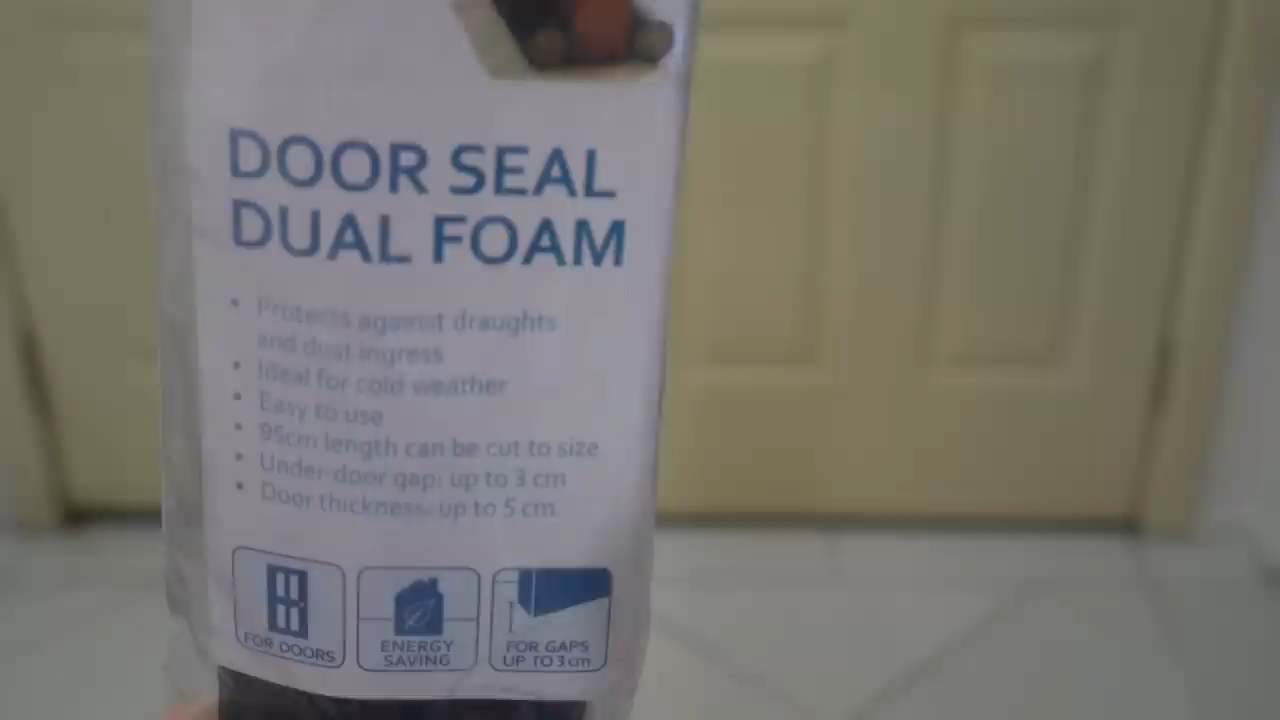 DOOR SEAL
DUAL FOAM
• Protects against draughts
and dust ingress
• Ideal for cold weather
• Easy to use
• 95cm length can be cut to size
• Under-door gap: up to 3 cm
• Door thickness: up to 5 cm
FOR DOORS
ENERGY
SAVING
FOR GAPS
UP TO 3 cm